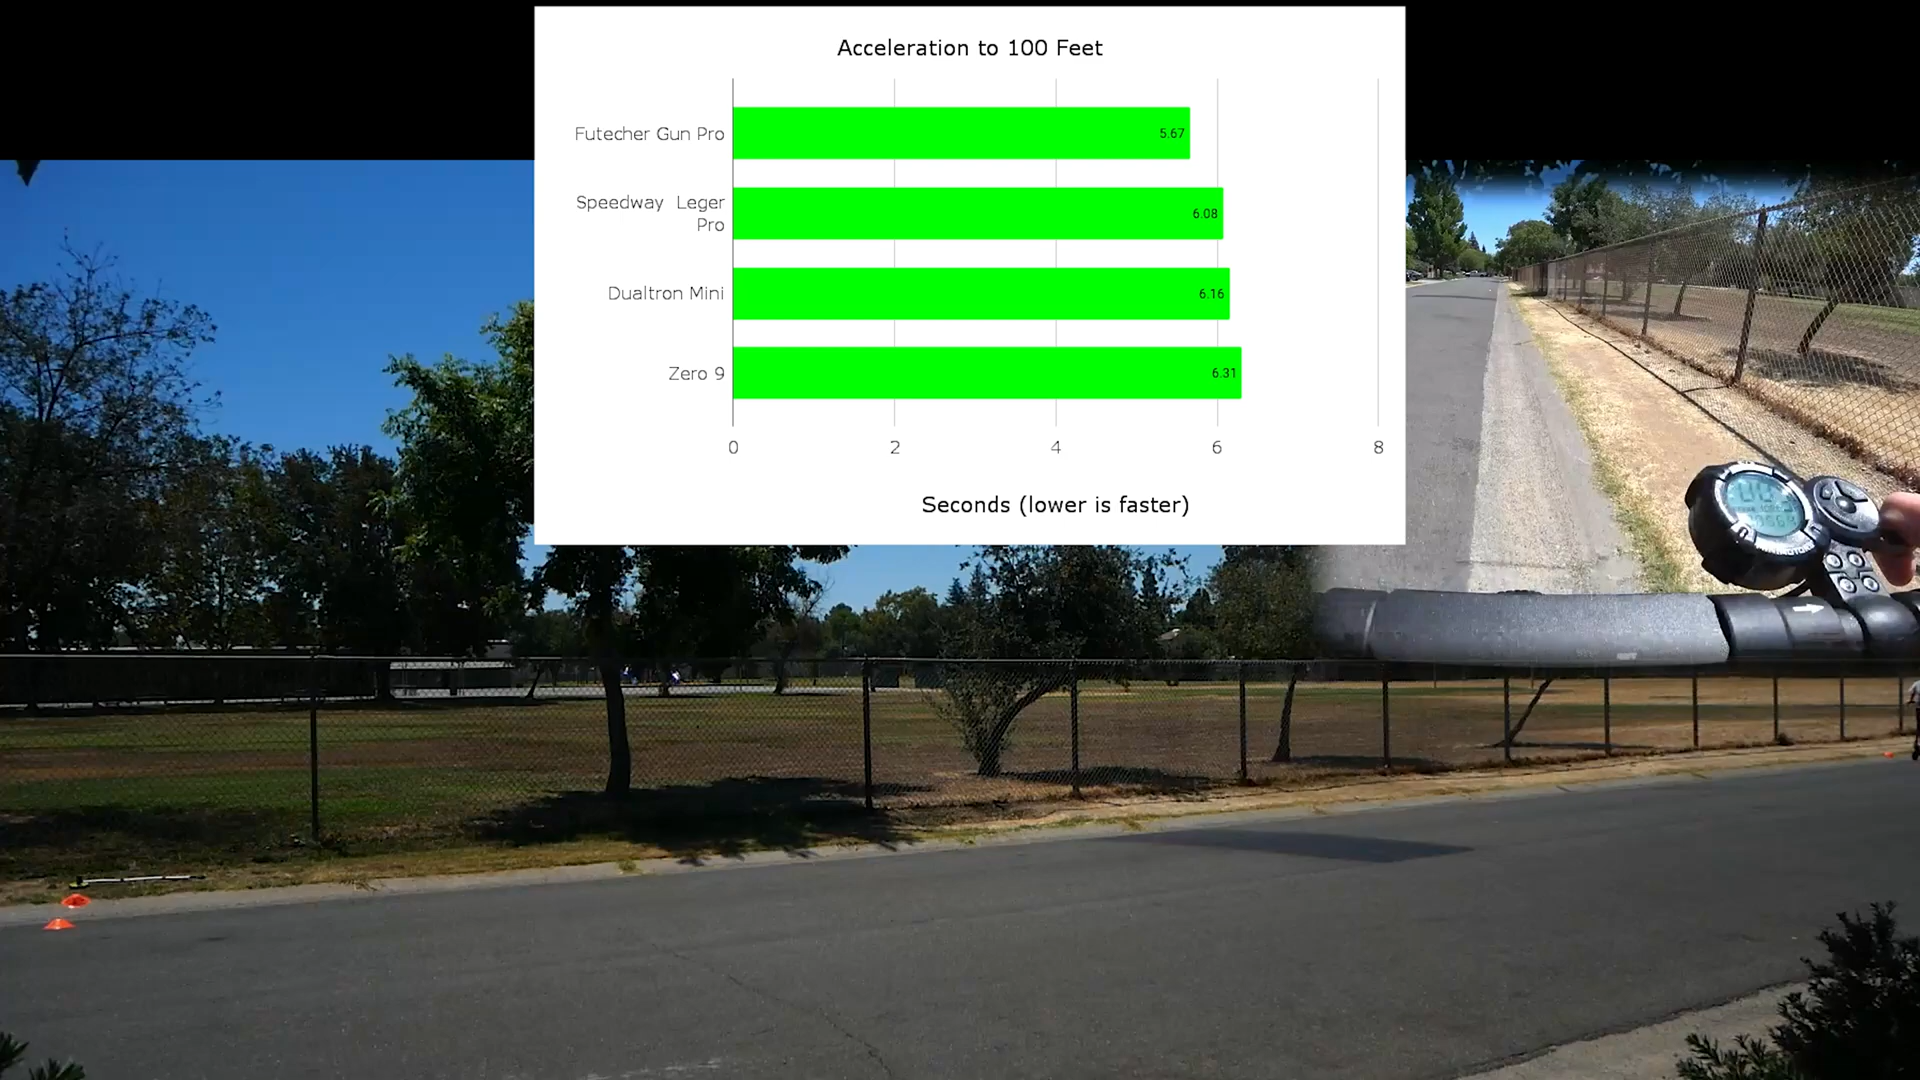 Acceleration to 100 Feet
Futecher Gun Pro
5.67
Speedway Leger
Pro
6.08
Dualtron Mini
6.16
Zero 9
6.31
0 2 4 6 8
Seconds (lower is faster)